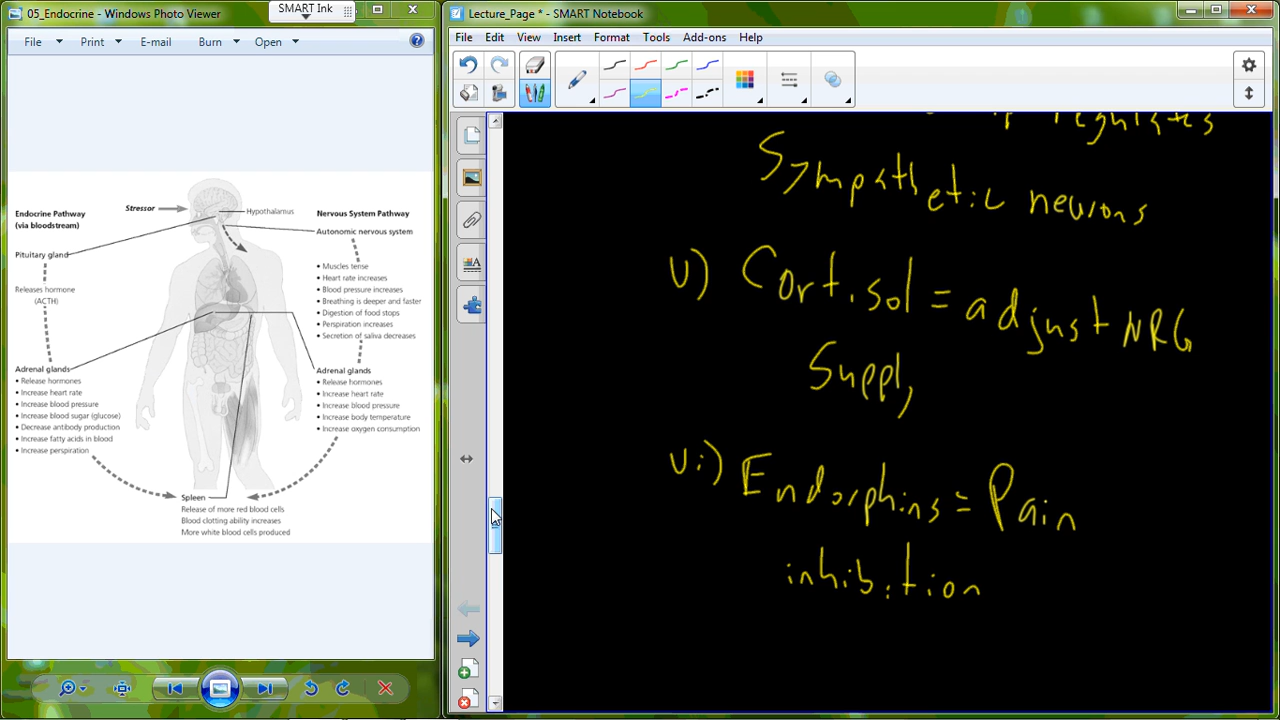 05_Endocrine - Windows Photo Viewer
SMART Ink
File Print E-mail Burn Open
Endocrine Pathway
(via bloodstream)
Stressor
Hypothalamus
Nervous System Pathway
Autonomic nervous system
Pituitary gland
Releases hormone
(ACTH)
• Muscles tense
• Heart rate increases
• Blood pressure increases
• Breathing is deeper and faster
• Digestion of food stops
• Perspiration increases
• Secretion of saliva decreases
Adrenal glands
• Release hormones
• Increase heart rate
• Increase blood pressure
• Increase blood sugar (glucose)
• Decrease antibody production
• Increase fatty acids in blood
• Increase perspiration
Adrenal glands
• Release hormones
• Increase heart rate
• Increase blood pressure
• Increase body temperature
• Increase oxygen consumption
Spleen
Release of more red blood cells
Blood clotting ability increases
More white blood cells produced
Lecture_Page * - SMART Notebook
File Edit View Insert Format Tools Add-ons Help
regulates
Sympathetic neurons
v) Cortisol = adjust NRG
Supply
vi) Endorphins = Pain
inhibition